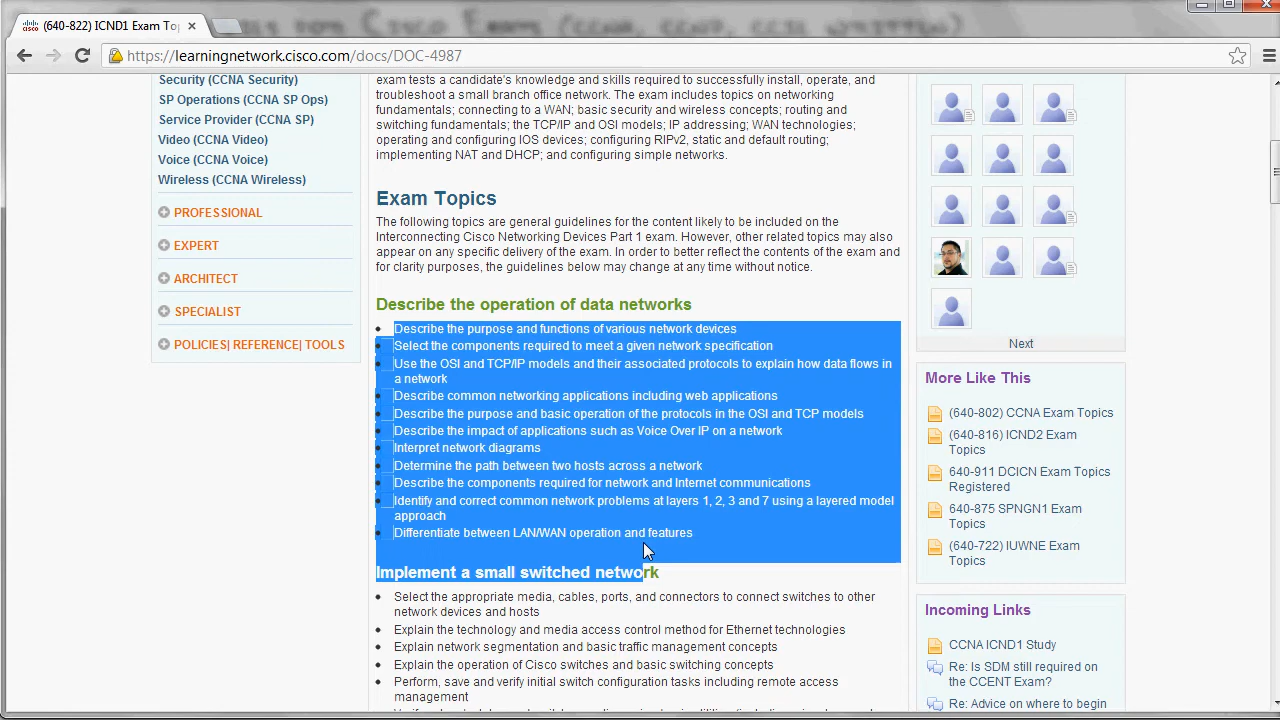 (640-822) ICND1 Exam Top
https://learningnetwork.cisco.com/docs/DOC-4987
Security (CCNA Security)
SP Operations (CCNA SP Ops)
Service Provider (CCNA SP)
Video (CCNA Video)
Voice (CCNA Voice)
Wireless (CCNA Wireless)
PROFESSIONAL
EXPERT
ARCHITECT
SPECIALIST
POLICIES| REFERENCE| TOOLS
exam tests a candidate's knowledge and skills required to successfully install, operate, and
troubleshoot a small branch office network. The exam includes topics on networking
fundamentals; connecting to a WAN; basic security and wireless concepts; routing and
switching fundamentals; the TCP/IP and OSI models; IP addressing; WAN technologies;
operating and configuring IOS devices; configuring RIPv2, static and default routing;
implementing NAT and DHCP; and configuring simple networks.
Exam Topics
The following topics are general guidelines for the content likely to be included on the
Interconnecting Cisco Networking Devices Part 1 exam. However, other related topics may also
appear on any specific delivery of the exam. In order to better reflect the contents of the exam and
for clarity purposes, the guidelines below may change at any time without notice.
Describe the operation of data networks
Describe the purpose and functions of various network devices
Select the components required to meet a given network specification
Use the OSI and TCP/IP models and their associated protocols to explain how data flows in
a network
Describe common networking applications including web applications
Describe the purpose and basic operation of the protocols in the OSI and TCP models
Describe the impact of applications such as Voice Over IP on a network
Interpret network diagrams
Determine the path between two hosts across a network
Describe the components required for network and Internet communications
Identify and correct common network problems at layers 1, 2, 3 and 7 using a layered model
approach
Differentiate between LAN/WAN operation and features
Implement a small switched network
Select the appropriate media, cables, ports, and connectors to connect switches to other
network devices and hosts
Explain the technology and media access control method for Ethernet technologies
Explain network segmentation and basic traffic management concepts
Explain the operation of Cisco switches and basic switching concepts
Perform, save and verify initial switch configuration tasks including remote access
management
Next
More Like This
(640-802) CCNA Exam Topics
(640-816) ICND2 Exam
Topics
640-911 DCICN Exam Topics
Registered
640-875 SPNGN1 Exam
Topics
(640-722) IUWNE Exam
Topics
Incoming Links
CCNA ICND1 Study
Re: Is SDM still required on
the CCENT Exam?
Re: Advice on where to begin